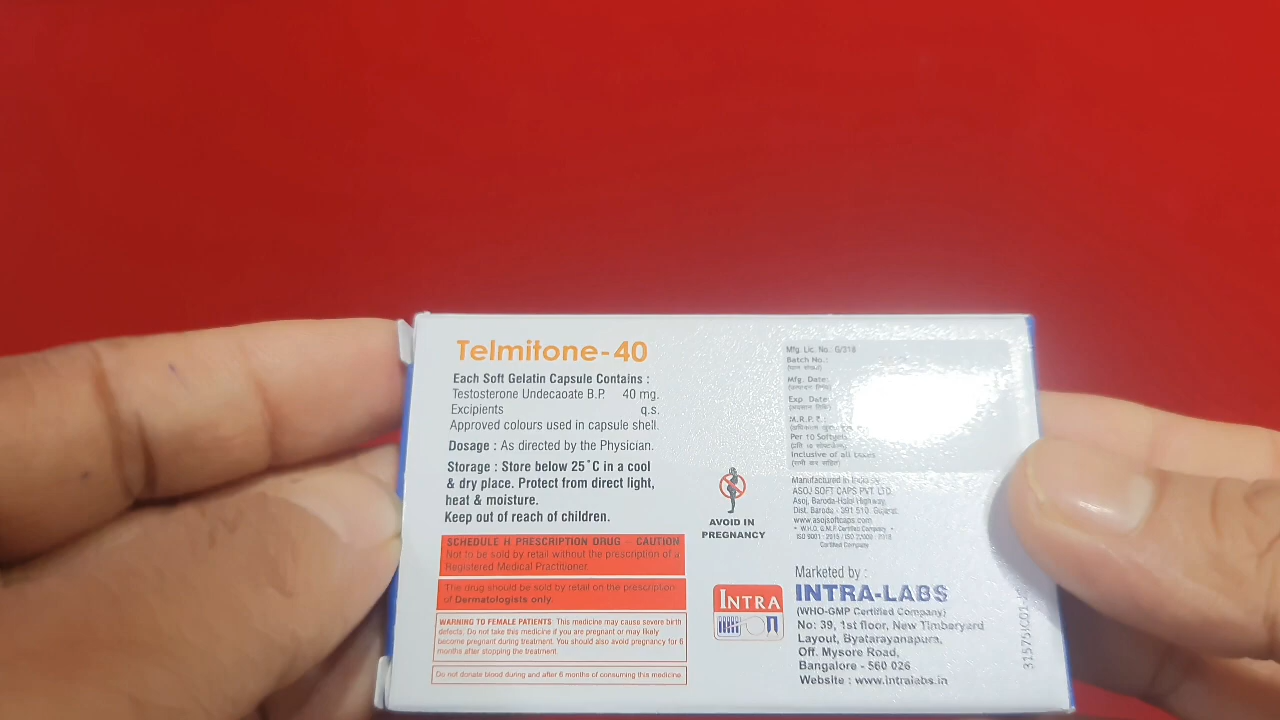 Telmitone-40
Each Soft Gelatin Capsule Contains :
Testosterone Undecaoate B.P. 40 mg.
Excipients q.s.
Approved colours used in capsule shell.
Dosage : As directed by the Physician.
Storage : Store below 25˚C in a cool
& dry place. Protect from direct light,
heat & moisture.
Keep out of reach of children.
SCHEDULE H PRESCRIPTION DRUG – CAUTION
Not to be sold by retail without the prescription of a
Registered Medical Practitioner
The drug should be sold by retail on the prescription
of Dermatologists only.
WARNING TO FEMALE PATIENTS: This medicine may cause severe birth
defects. Do not take this medicine if you are pregnant or may likely
become pregnant during treatment. You should also avoid pregnancy for 6
months after stopping the treatment.
Do not donate blood during and after 6 months of consuming this medicine
AVOID IN
PREGNANCY
INTRA
Mfg. Lic. No. G/318
Batch No.:
Mfg. Date:
Exp. Date:
M.R.P. ₹ :
Per 10 Softgels
Inclusive of all taxes
Manufactured in India by
ASOJ SOFT CAPS PVT. LTD.
Asoj, Baroda-Halol Highway,
Dist. Baroda - 391 510. Gujarat.
www.asojsoftcaps.com
• W.H.O. G.M.P. Certified Company •
ISO 9001 : 2015 / ISO 22000 : 2018
Certified Company
Marketed by :
INTRA-LABS
(WHO-GMP Certified Company)
No: 39, 1st floor, New Timberyard
Layout, Byatarayanapura,
Off. Mysore Road,
Bangalore - 560 026
Website : www.intralabs.in